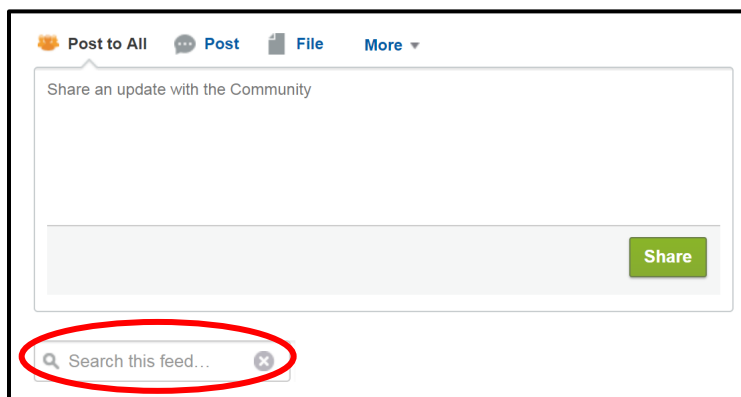 Post to All Post File More
Share an update with the Community
Share
Search this feed...